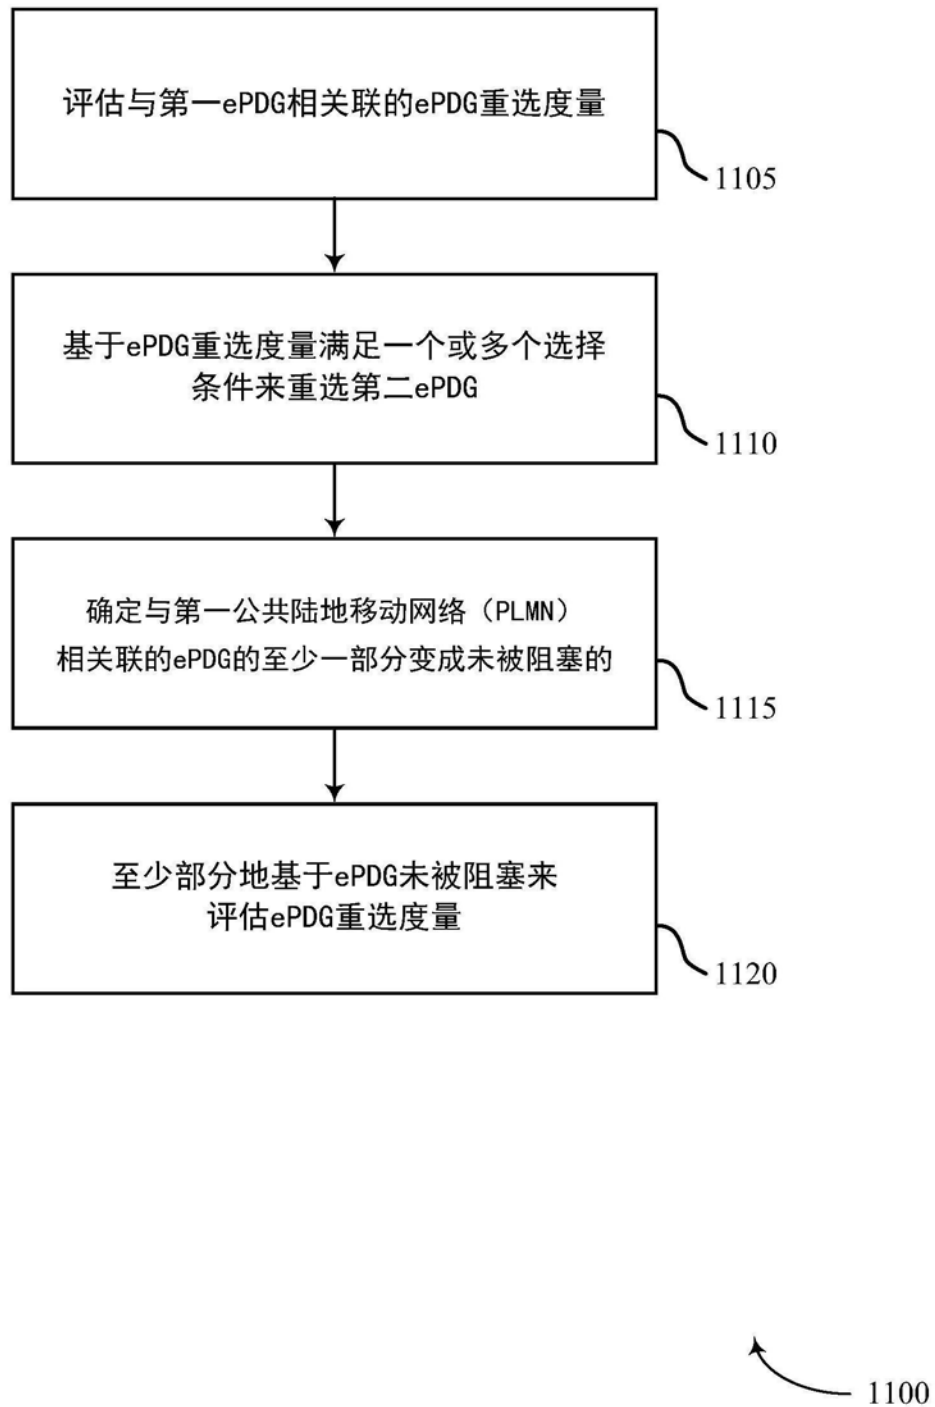 评估与第一ePDG相关联的ePDG重选度量
1105
基于ePDG重选度量满足一个或多个选择
条件来重选第二ePDG
1110
确定与第一公共陆地移动网络（PLMN）
相关联的ePDG的至少一部分变成未被阻塞的
1115
至少部分地基于ePDG未被阻塞来
评估ePDG重选度量
1120
1100